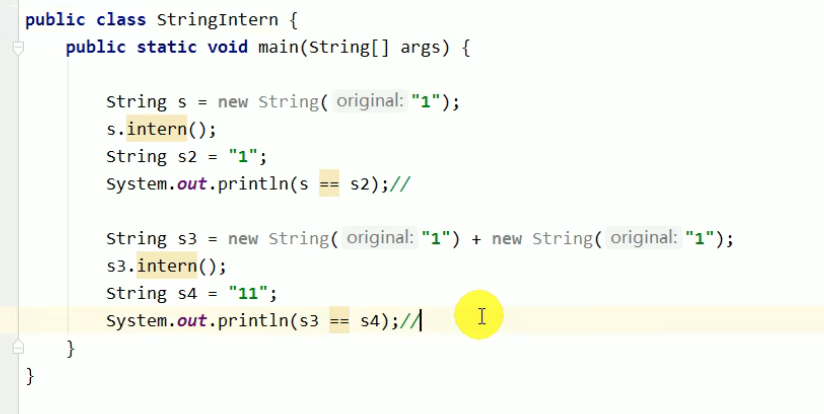 public class StringIntern {
public static void main(String[] args) {
String s = new String( original: "1");
s.intern();
String s2 = "1";
System.out.println(s == s2);//
String s3 = new String( original: "1") + new String( original: "1");
s3.intern();
String s4 = "11";
System.out.println(s3 == s4);//
}
}